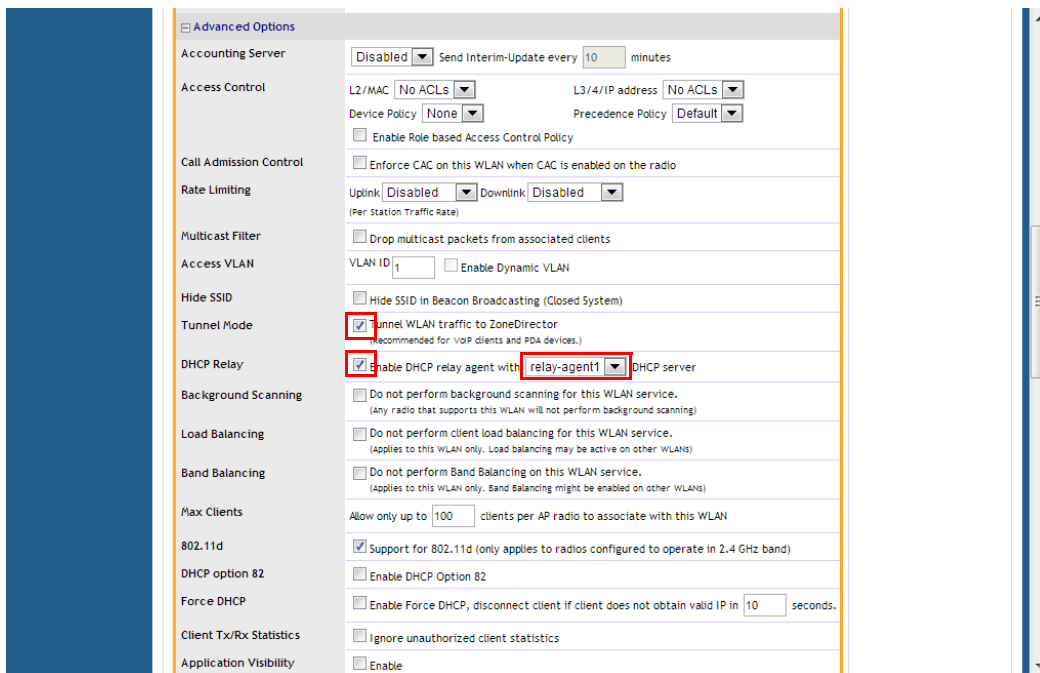 Advanced Options
Accounting Server Disabled Send Interim-Update every 10 minutes
Access Control L2/MAC No ACLs L3/4/IP address No ACLs
Device Policy None Precedence Policy Default
Enable Role based Access Control Policy
Call Admission Control Enforce CAC on this WLAN when CAC is enabled on the radio
Rate Limiting Uplink Disabled Downlink Disabled
(Per Station Traffic Rate)
Multicast Filter Drop multicast packets from associated clients
Access VLAN VLAN ID 1 Enable Dynamic VLAN
Hide SSID Hide SSID in Beacon Broadcasting (Closed System)
Tunnel Mode Tunnel WLAN traffic to ZoneDirector
(Recommended for VoIP clients and PDA devices.)
DHCP Relay Enable DHCP relay agent with relay-agent1 DHCP server
Background Scanning Do not perform background scanning for this WLAN service.
(Any radio that supports this WLAN will not perform background scanning)
Load Balancing Do not perform client load balancing for this WLAN service.
(Applies to this WLAN only. Load balancing may be active on other WLANs)
Band Balancing Do not perform Band Balancing on this WLAN service.
(Applies to this WLAN only. Band Balancing might be enabled on other WLANs)
Max Clients Allow only up to 100 clients per AP radio to associate with this WLAN
802.11d Support for 802.11d (only applies to radios configured to operate in 2.4 GHz band)
DHCP option 82 Enable DHCP Option 82
Force DHCP Enable Force DHCP, disconnect client if client does not obtain valid IP in 10 seconds.
Client Tx/Rx Statistics Ignore unauthorized client statistics
Application Visibility Enable